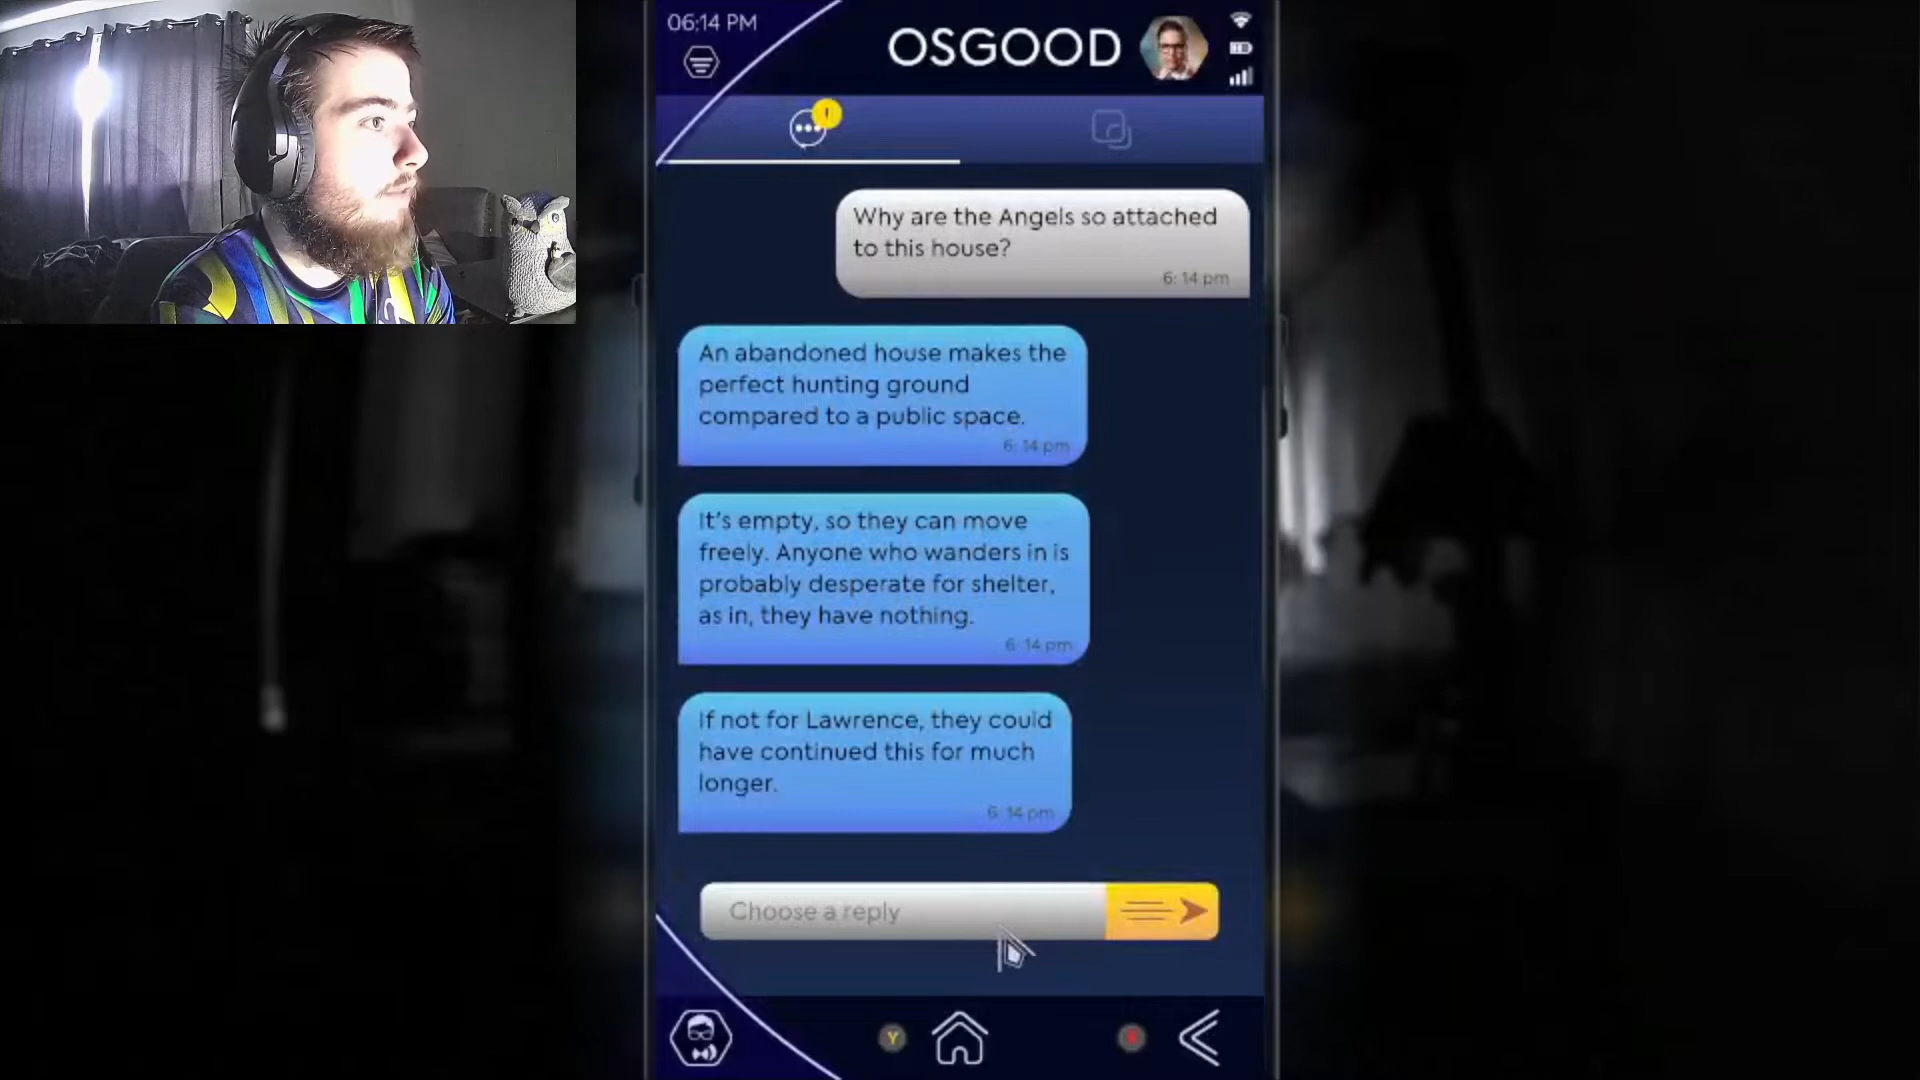 06:14 PM
OSGOOD
!
Why are the Angels so attached
to this house?
6: 14 pm
An abandoned house makes the
perfect hunting ground
compared to a public space.
6: 14 pm
It's empty, so they can move
freely. Anyone who wanders in is
probably desperate for shelter,
as in, they have nothing.
6: 14 pm
If not for Lawrence, they could
have continued this for much
longer.
6: 14 pm
Choose a reply
Y